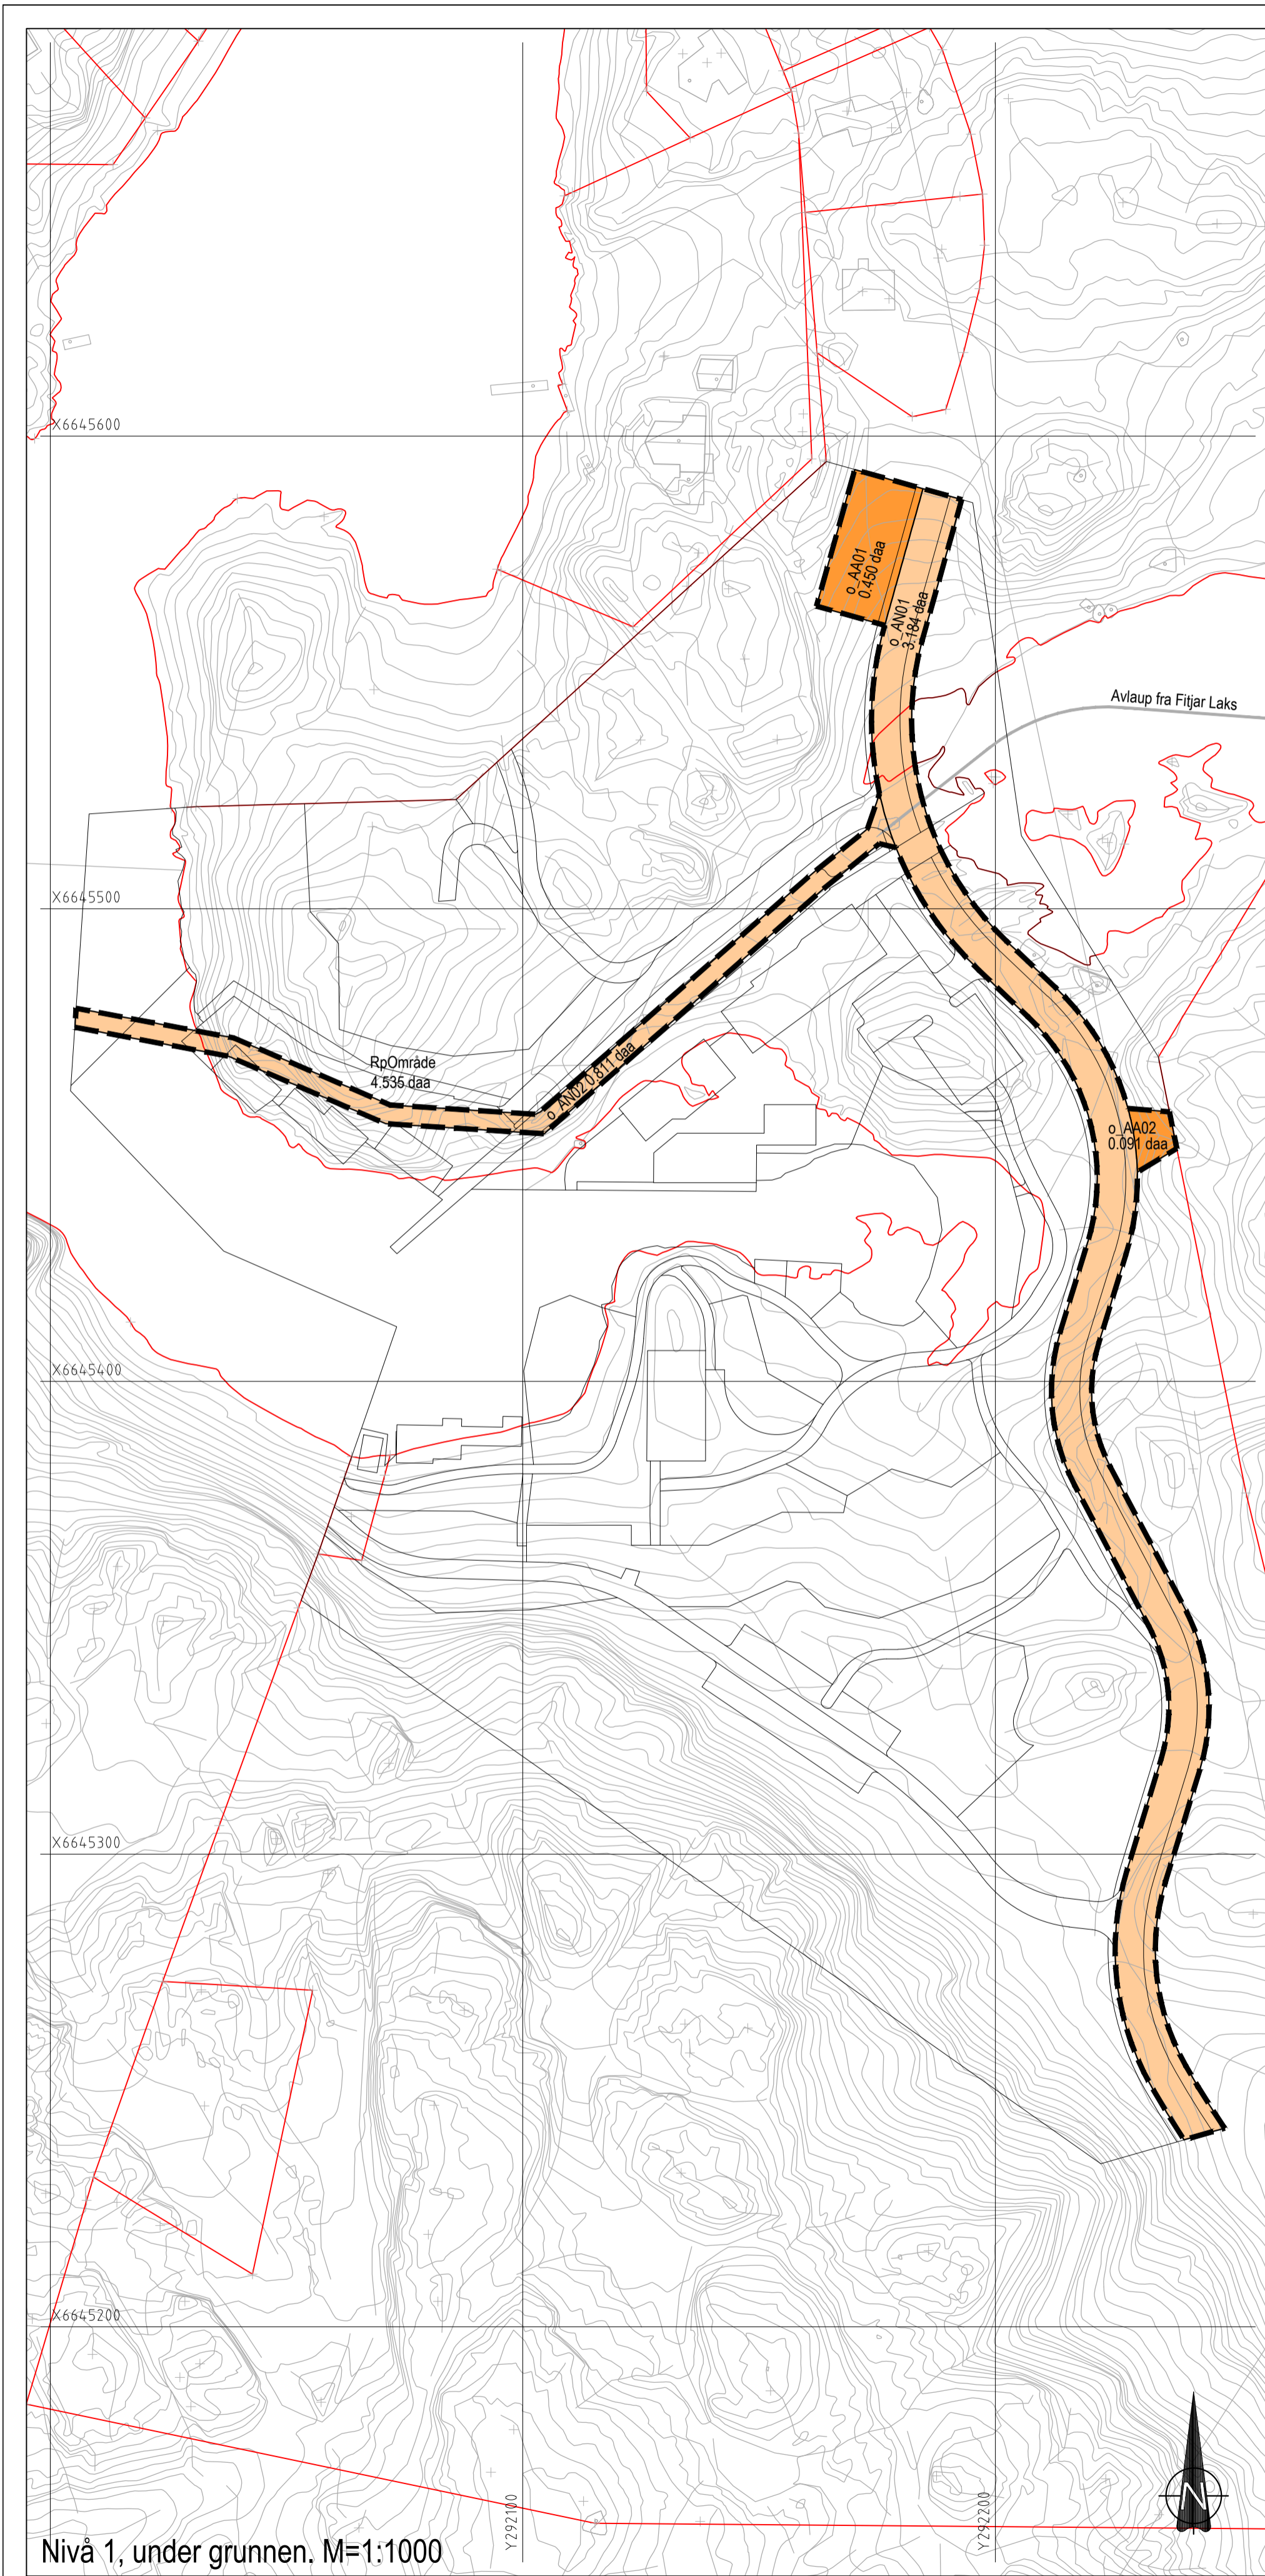 X6645600
o_AA01
0.450 daa
o_AN01
3.184 daa
Avlaup fra Fitjar Laks
X6645500
RpOmråde
4.535 daa
o_AN02 0.811 daa
o_AA02
0.091 daa
X6645400
X6645300
X6645200
Y292100
Y292200
N
Nivå 1, under grunnen. M=1:1000